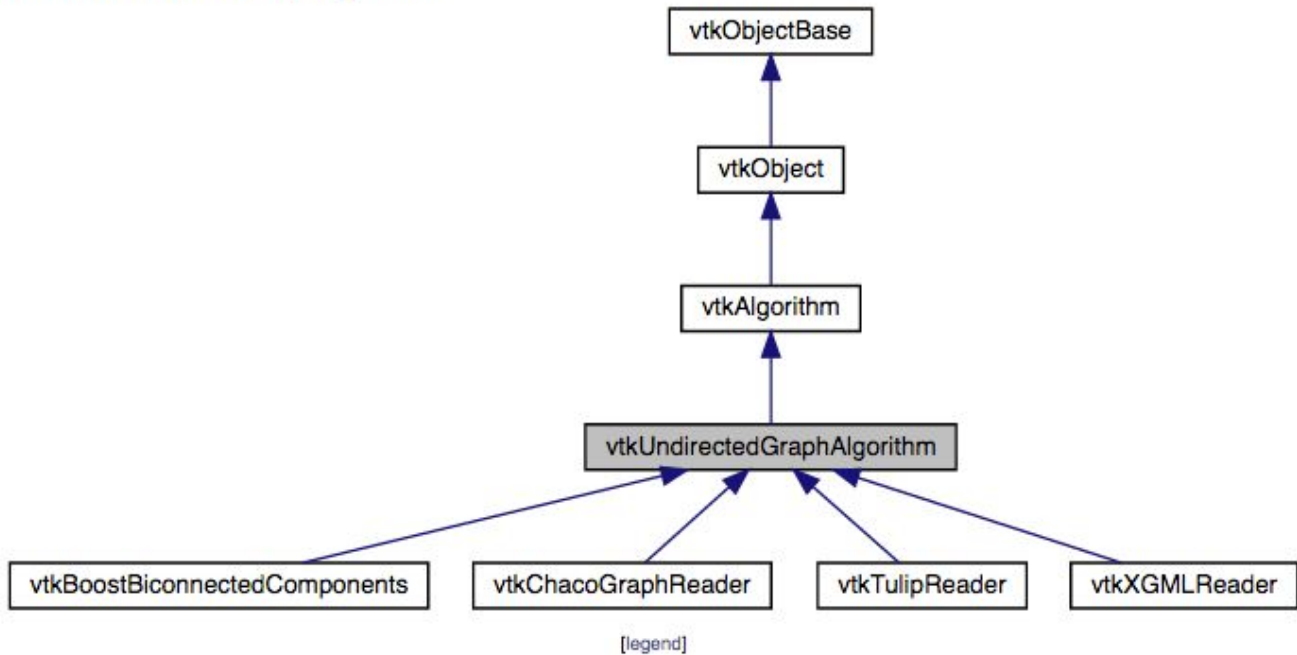 vtkObjectBase
vtkObject
vtkAlgorithm
vtkUndirectedGraphAlgorithm
vtkBoostBiconnectedComponents
vtkChacoGraphReader
vtkTulipReader
vtkXGMLReader
[legend]